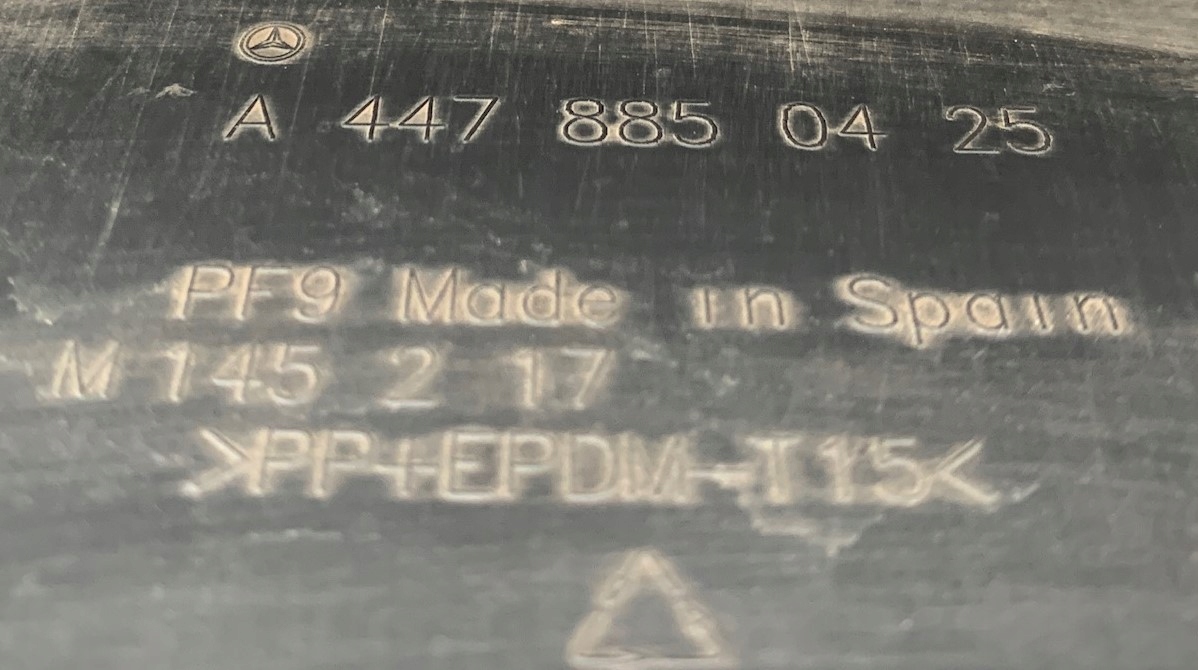 A 447 885 04 25
PF9 Made in Spain
M 145 2 17
>PP+EPDM-T15<